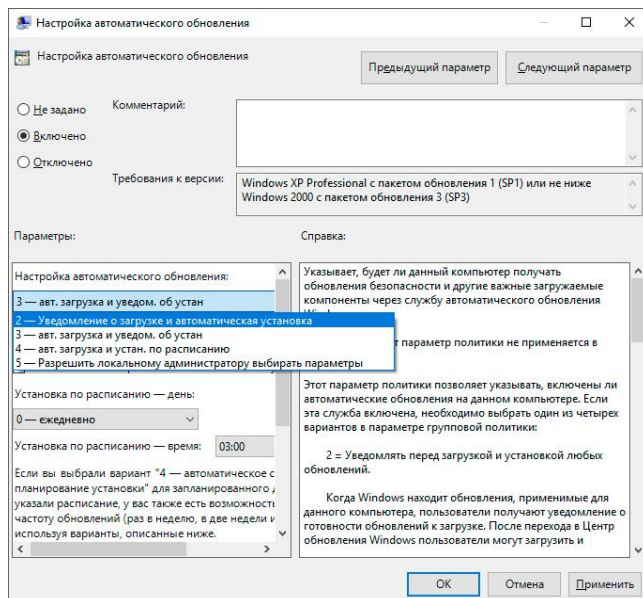 Настройка автоматического обновления
Настройка автоматического обновления
Предыдущий параметр
Следующий параметр
Не задано
Комментарий:
Включено
Отключено
Требования к версии:
Windows XP Professional с пакетом обновления 1 (SP1) или не ниже
Windows 2000 с пакетом обновления 3 (SP3)
Параметры:
Справка:
Настройка автоматического обновления:
3 — авт. загрузка и уведом. об устан
2 — Уведомление о загрузке и автоматическая установка
3 — авт. загрузка и уведом. об устан
4 — авт. загрузка и устан. по расписанию
5 — Разрешить локальному администратору выбирать параметры
Установка по расписанию — день:
0 — ежедневно
Установка по расписанию — время:
03:00
Если вы выбрали вариант "4 — автоматическое с
планирование установки" для запланированного
указали расписание, у вас также есть возможность
частоту обновлений (раз в неделю, в две недели и
используя варианты, описанные ниже.
Указывает, будет ли данный компьютер получать
обновления безопасности и другие важные загружаемые
компоненты через службу автоматического обновления
параметр политики не применяется в
Этот параметр политики позволяет указывать, включены ли
автоматические обновления на данном компьютере. Если
эта служба включена, необходимо выбрать один из четырех
вариантов в параметре групповой политики:
2 = Уведомлять перед загрузкой и установкой любых
обновлений.
Когда Windows находит обновления, применимые для
данного компьютера, пользователи получают уведомление о
готовности обновлений к загрузке. После перехода в Центр
обновления Windows пользователи могут загрузить и
ОК
Отмена
Применить